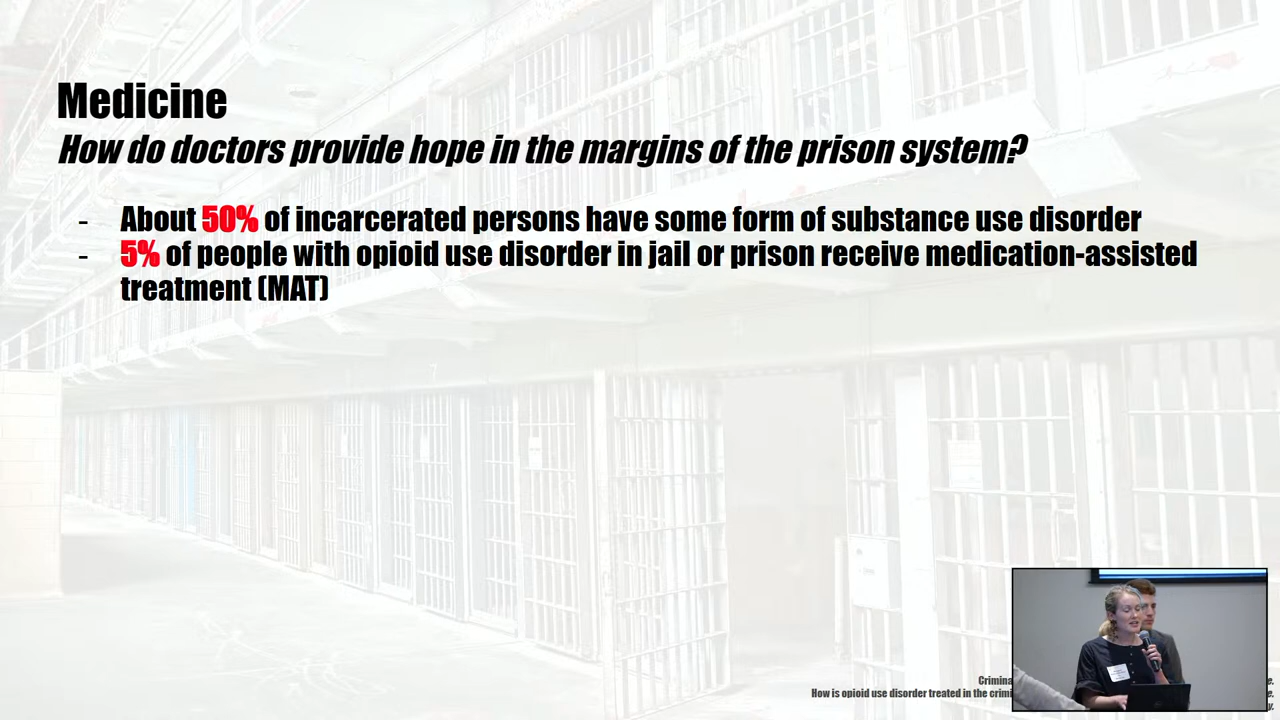 Medicine
How do doctors provide hope in the margins of the prison system?
- About 50% of incarcerated persons have some form of substance use disorder
- 5% of people with opioid use disorder in jail or prison receive medication-assisted
treatment (MAT)
How is opioid use disorder treated in the